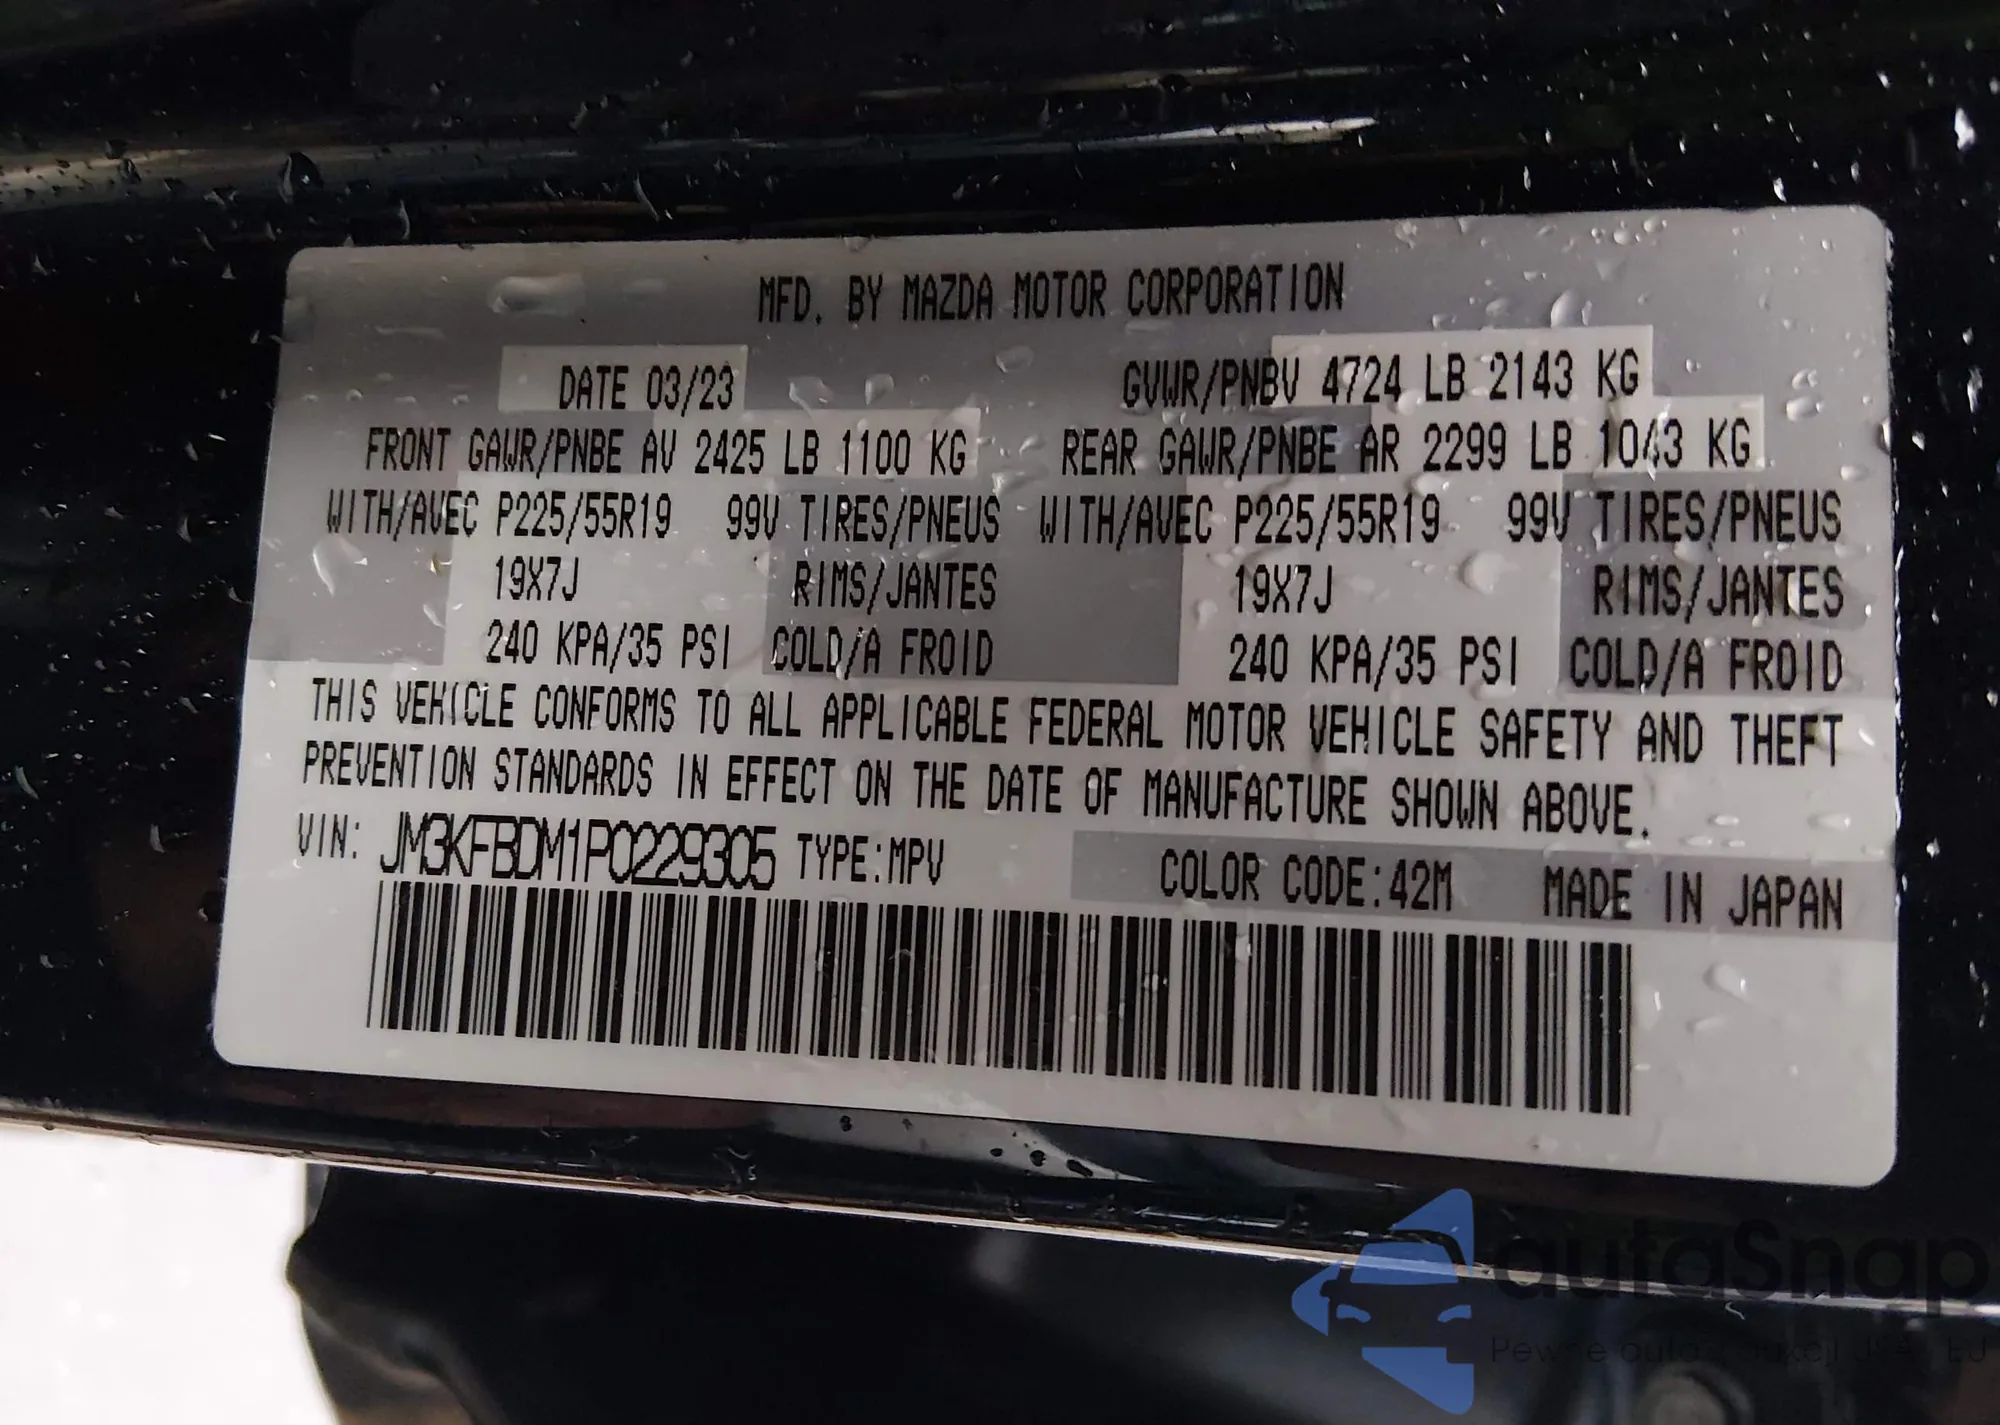 MFD. BY MAZDA MOTOR CORPORATION
DATE 03/23 GVWR/PNBV 4724 LB 2143 KG
FRONT GAWR/PNBE AV 2425 LB 1100 KG REAR GAWR/PNBE AR 2299 LB 1043 KG
WITH/AVEC P225/55R19 99V TIRES/PNEUS WITH/AVEC P225/55R19 99V TIRES/PNEUS
19X7J RIMS/JANTES 19X7J RIMS/JANTES
240 KPA/35 PSI COLD/A FROID 240 KPA/35 PSI COLD/A FROID
THIS VEHICLE CONFORMS TO ALL APPLICABLE FEDERAL MOTOR VEHICLE SAFETY AND THEFT
PREVENTION STANDARDS IN EFFECT ON THE DATE OF MANUFACTURE SHOWN ABOVE.
VIN: JM3KFBDM1P0229305 TYPE:MPV COLOR CODE:42M MADE IN JAPAN
autaSnap
Pewne auta